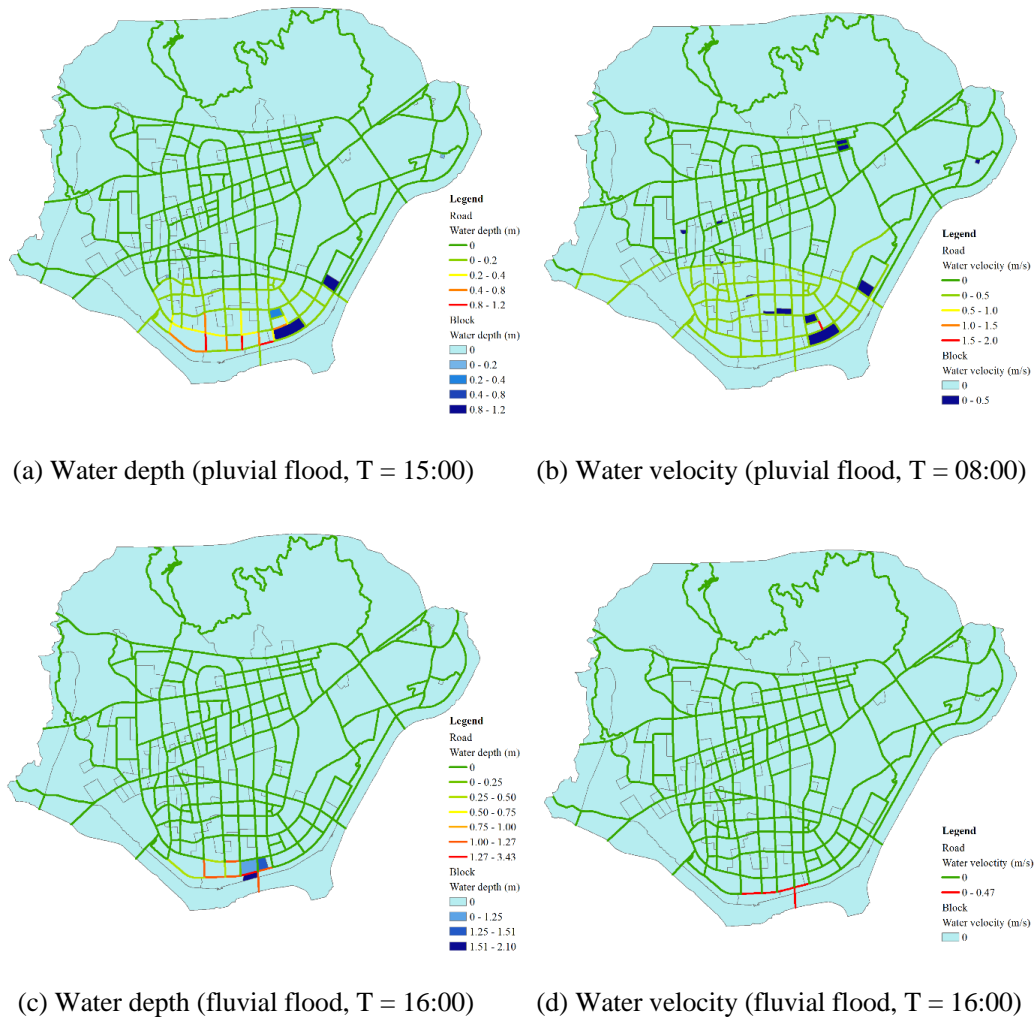 Legend
Road
Water depth (m)
0
0 - 0.2
0.2 - 0.4
0.4 - 0.8
0.8 - 1.2
Block
Water depth (m)
0
0 - 0.2
0.2 - 0.4
0.4 - 0.8
0.8 - 1.2
(a) Water depth (pluvial flood, T = 15:00)
Legend
Road
Water velocity (m/s)
0
0 - 0.5
0.5 - 1.0
1.0 - 1.5
1.5 - 2.0
Block
Water velocity (m/s)
0
0 - 0.5
(b) Water velocity (pluvial flood, T = 08:00)
Legend
Road
Water depth (m)
0
0 - 0.25
0.25 - 0.50
0.50 - 0.75
0.75 - 1.00
1.00 - 1.27
1.27 - 3.43
Block
Water depth (m)
0
0 - 1.25
1.25 - 1.51
1.51 - 2.10
(c) Water depth (fluvial flood, T = 16:00)
Legend
Road
Water veloctity (m/s)
0
0 - 0.47
Block
Water velocity (m/s)
0
(d) Water velocity (fluvial flood, T = 16:00)